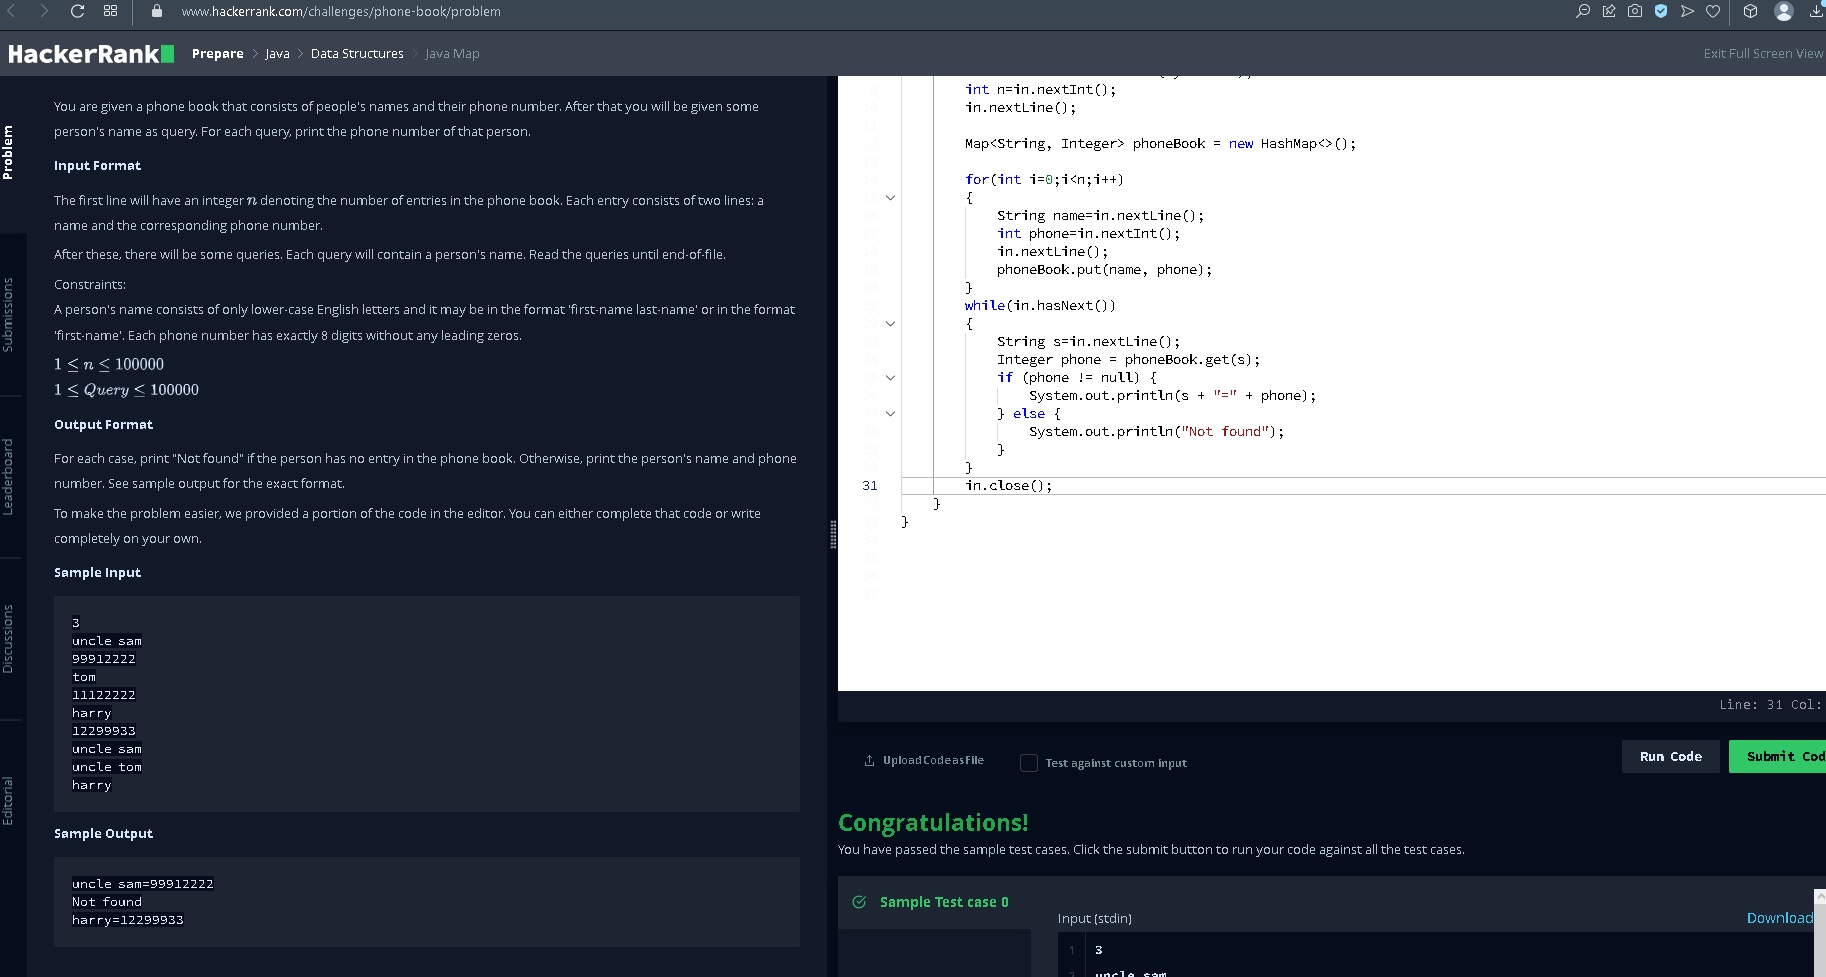 www.hackerrank.com/challenges/phone-book/problem
HackerRank
Prepare > Java > Data Structures > Java Map
Exit Full Screen View
Problem
Submissions
Leaderboard
Discussions
Editorial
You are given a phone book that consists of people's names and their phone number. After that you will be given some
person's name as query. For each query, print the phone number of that person.
Input Format
The first line will have an integer n denoting the number of entries in the phone book. Each entry consists of two lines: a
name and the corresponding phone number.
After these, there will be some queries. Each query will contain a person's name. Read the queries until end-of-file.
Constraints:
A person's name consists of only lower-case English letters and it may be in the format 'first-name last-name' or in the format
'first-name'. Each phone number has exactly 8 digits without any leading zeros.
1 ≤ n ≤ 100000
1 ≤ Query ≤ 100000
Output Format
For each case, print "Not found" if the person has no entry in the phone book. Otherwise, print the person's name and phone
number. See sample output for the exact format.
To make the problem easier, we provided a portion of the code in the editor. You can either complete that code or write
completely on your own.
Sample Input
3
uncle sam
99912222
tom
11122222
harry
12299933
uncle sam
uncle tom
harry
Sample Output
uncle sam=99912222
Not found
harry=12299933
int n=in.nextInt();
in.nextLine();
Map<String, Integer> phoneBook = new HashMap<>();
for(int i=0;i<n;i++)
{
String name=in.nextLine();
int phone=in.nextInt();
in.nextLine();
phoneBook.put(name, phone);
}
while(in.hasNext())
{
String s=in.nextLine();
Integer phone = phoneBook.get(s);
if (phone != null) {
System.out.println(s + "=" + phone);
} else {
System.out.println("Not found");
}
}
31 in.close();
}
}
Line: 31 Col:
Upload Code as File
Test against custom input
Run Code
Submit Cod
Congratulations!
You have passed the sample test cases. Click the submit button to run your code against all the test cases.
Sample Test case 0
Input (stdin)
Download
1 3
2 uncle sam